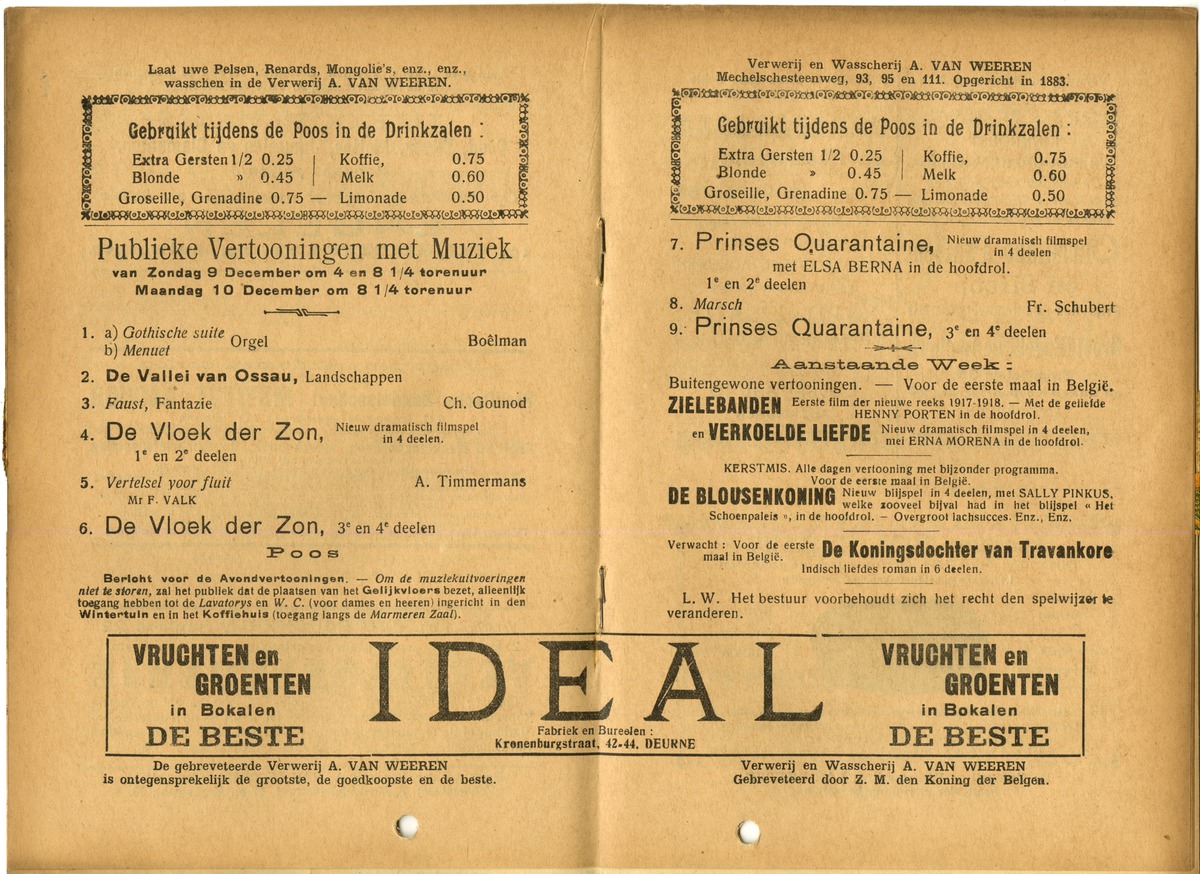 Laat uwe Pelsen, Renards, Mongolie's, enz., enz.,
wasschen in de Verwerij A. VAN WEEREN.
Gebruikt tijdens de Poos in de Drinkzalen :
Extra Gersten 1/2 0.25 | Koffie, 0.75
Blonde » 0.45 | Melk 0.60
Groseille, Grenadine 0.75 — Limonade 0.50
Publieke Vertooningen met Muziek
van Zondag 9 December om 4 en 8 1/4 torenuur
Maandag 10 December om 8 1/4 torenuur
1. a) Gothische suite
b) Menuet
Orgel Boêlman
2. De Vallei van Ossau, Landschappen
3. Faust, Fantazie Ch. Gounod
4. De Vloek der Zon, Nieuw dramatisch filmspel
in 4 deelen.
1e en 2e deelen
5. Vertelsel voor fluit A. Timmermans
Mr F. VALK
6. De Vloek der Zon, 3e en 4e deelen
Poos
Bericht voor de Avondvertooningen. — Om de muziekuitvoeringen
niet te storen, zal het publiek dat de plaatsen van het Gelijkvloers bezet, alleenlijk
toegang hebben tot de Lavatorys en W. C. (voor dames en heeren) ingericht in den
Wintertuin en in het Koffiehuis (toegang langs de Marmeren Zaal).
Verwerij en Wasscherij A. VAN WEEREN
Mechelschesteenweg, 93, 95 en 111. Opgericht in 1883.
Gebruikt tijdens de Poos in de Drinkzalen :
Extra Gersten 1/2 0.25 | Koffie, 0.75
Blonde » 0.45 | Melk 0.60
Groseille, Grenadine 0.75 — Limonade 0.50
7. Prinses Quarantaine, Nieuw dramatisch filmspel
in 4 deelen
met ELSA BERNA in de hoofdrol.
1e en 2e deelen
8. Marsch Fr. Schubert
9. Prinses Quarantaine, 3e en 4e deelen
Aanstaande Week :
Buitengewone vertooningen. — Voor de eerste maal in België.
ZIELEBANDEN Eerste film der nieuwe reeks 1917-1918. — Met de geliefde
HENNY PORTEN in de hoofdrol.
en VERKOELDE LIEFDE Nieuw dramatisch filmspel in 4 deelen,
mei ERNA MORENA in de hoofdrol.
KERSTMIS. Alle dagen vertooning met bijzonder programma.
Voor de eerste maal in België.
DE BLOUSENKONING Nieuw blijspel in 4 deelen, met SALLY PINKUS,
welke zooveel bijval had in het blijspel « Het
Schoenpaleis », in de hoofdrol. — Overgroot lachsucces. Enz., Enz.
Verwacht : Voor de eerste
maal in België.
De Koningsdochter van Travankore
Indisch liefdes roman in 6 deelen.
L. W. Het bestuur voorbehoudt zich het recht den spelwijzer te
veranderen.
VRUCHTEN en
GROENTEN
in Bokalen
DE BESTE
IDEAL
Fabriek en Bureelen :
Kronenburgstraat, 42-44, DEURNE
VRUCHTEN en
GROENTEN
in Bokalen
DE BESTE
De gebreveteerde Verwerij A. VAN WEEREN
is ontegensprekelijk de grootste, de goedkoopste en de beste.
Verwerij en Wasscherij A. VAN WEEREN
Gebreveteerd door Z. M. den Koning der Belgen.